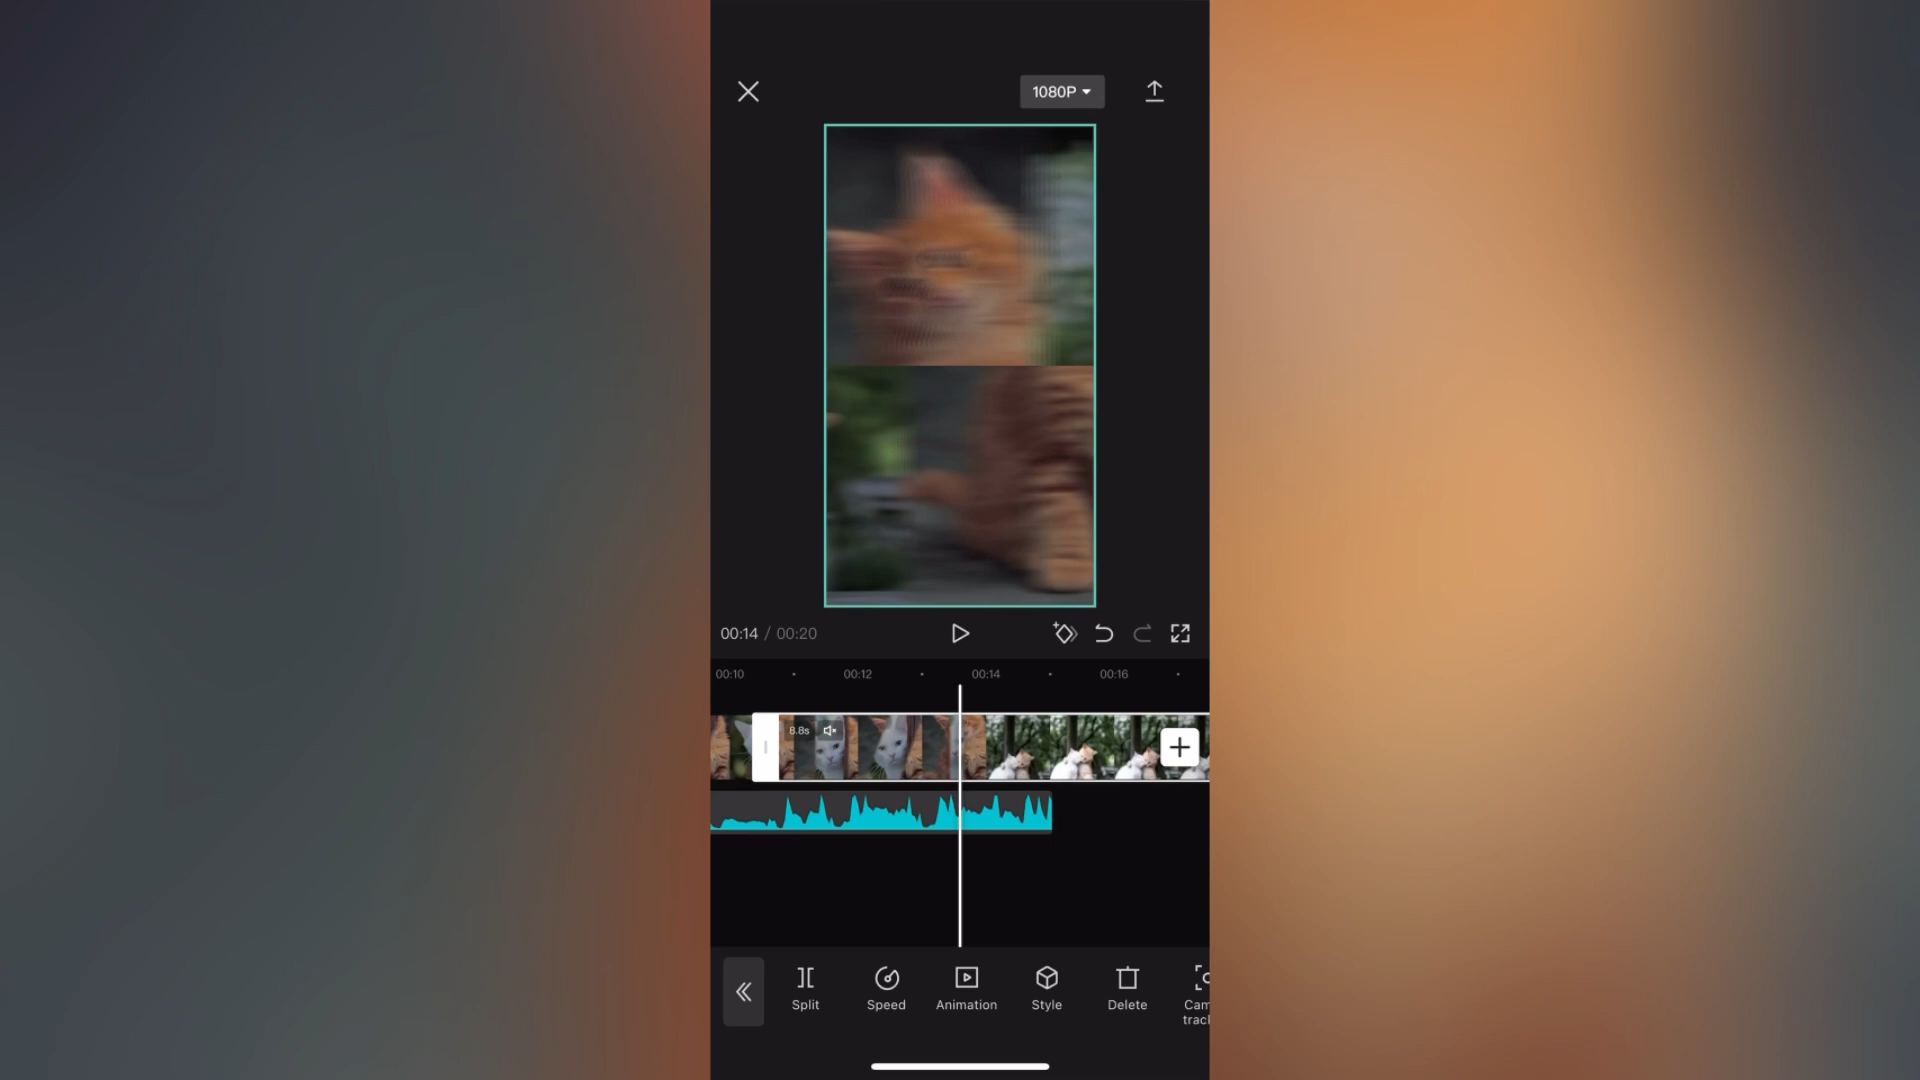 1080P
00:14 / 00:20
00:10 00:12 00:14 00:16
8.8s
Split Speed Animation Style Delete Cam
track